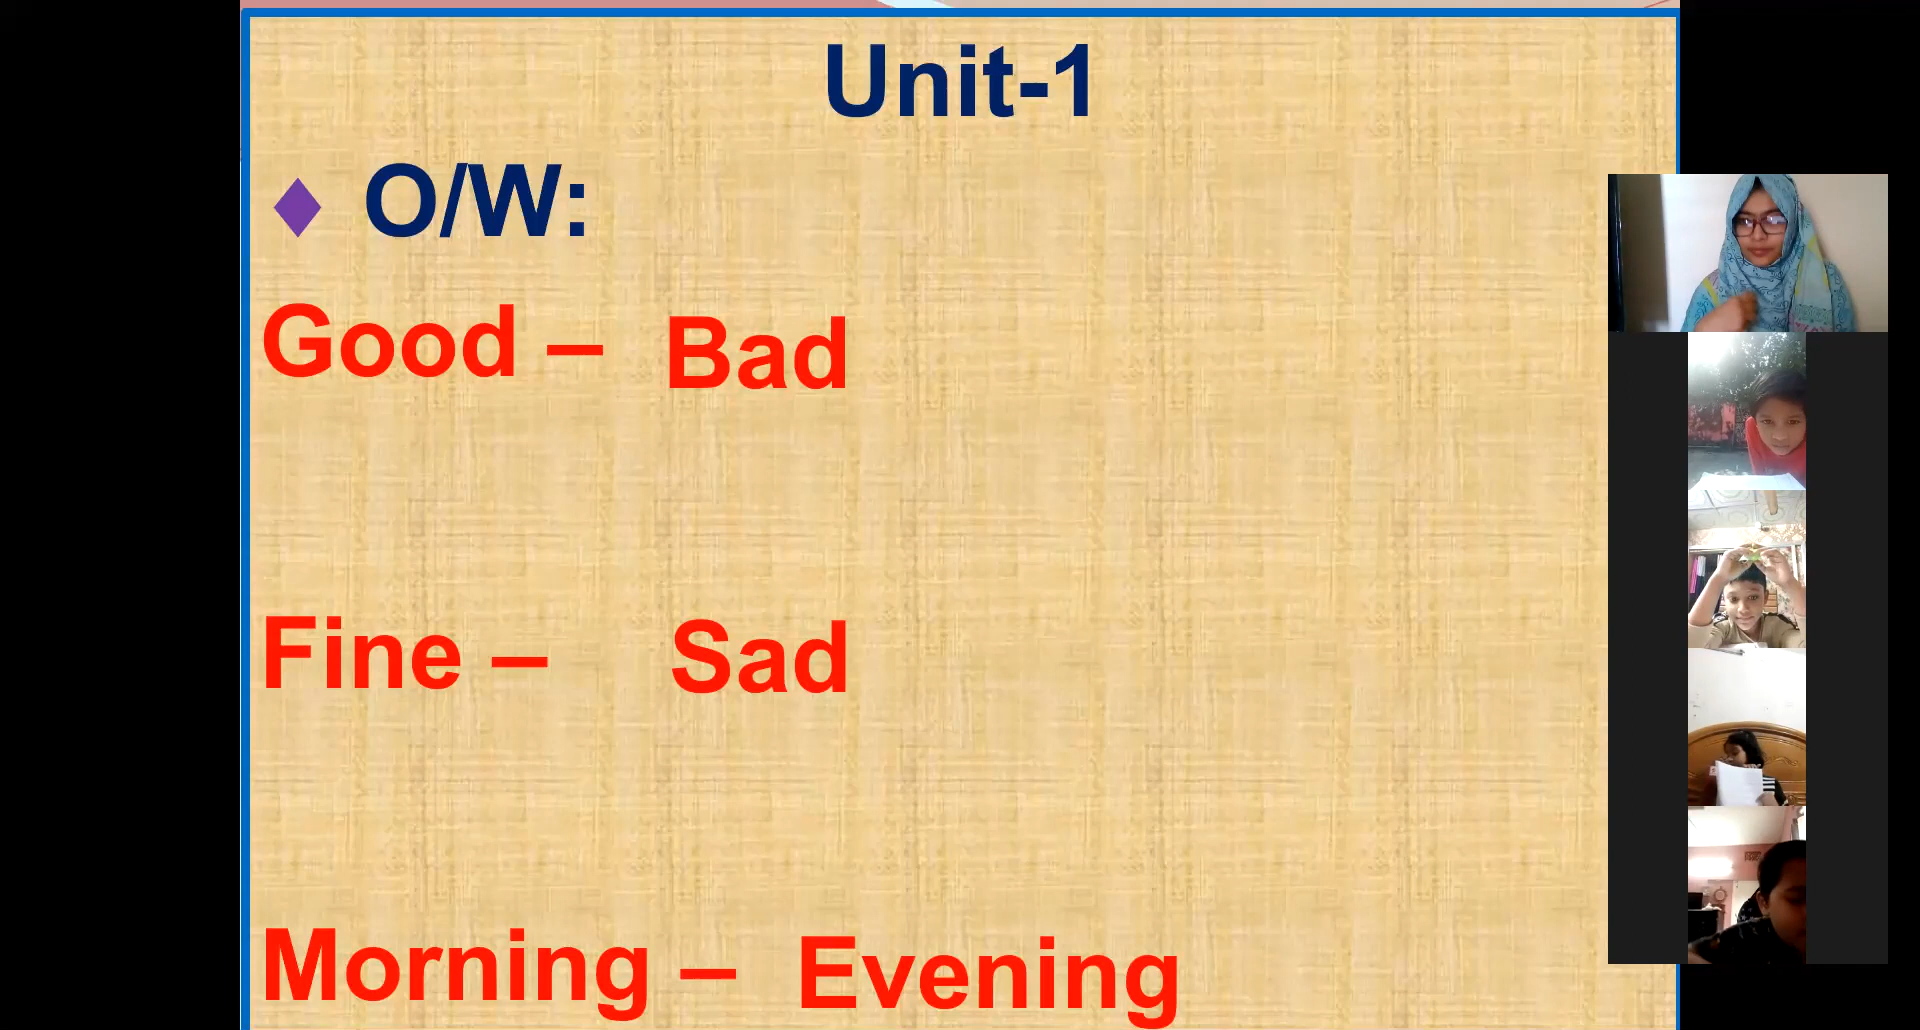 Unit-1
O/W:
Good – Bad
Fine – Sad
Morning – Evening